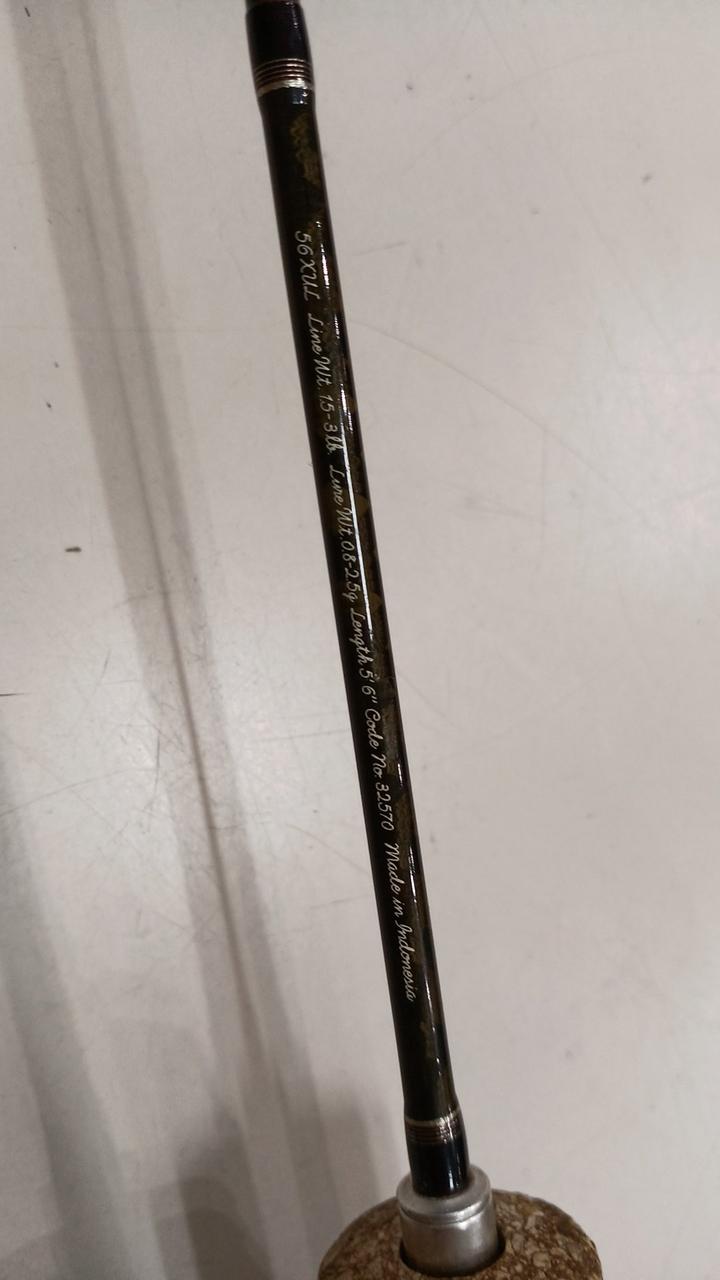 56XUL Line Wt. 1.5-3lb. Lure Wt. 0.8-2.5g Length 5'6" Code No. 32570 Made in Indonesia